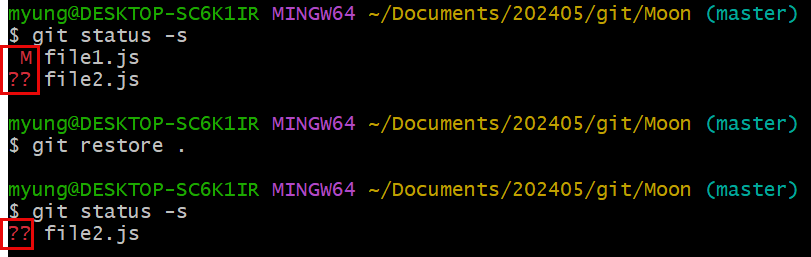 myung@DESKTOP-SC6K1IR MINGW64 ~/Documents/202405/git/Moon (master)
$ git status -s
 M file1.js
?? file2.js
myung@DESKTOP-SC6K1IR MINGW64 ~/Documents/202405/git/Moon (master)
$ git restore .
myung@DESKTOP-SC6K1IR MINGW64 ~/Documents/202405/git/Moon (master)
$ git status -s
?? file2.js